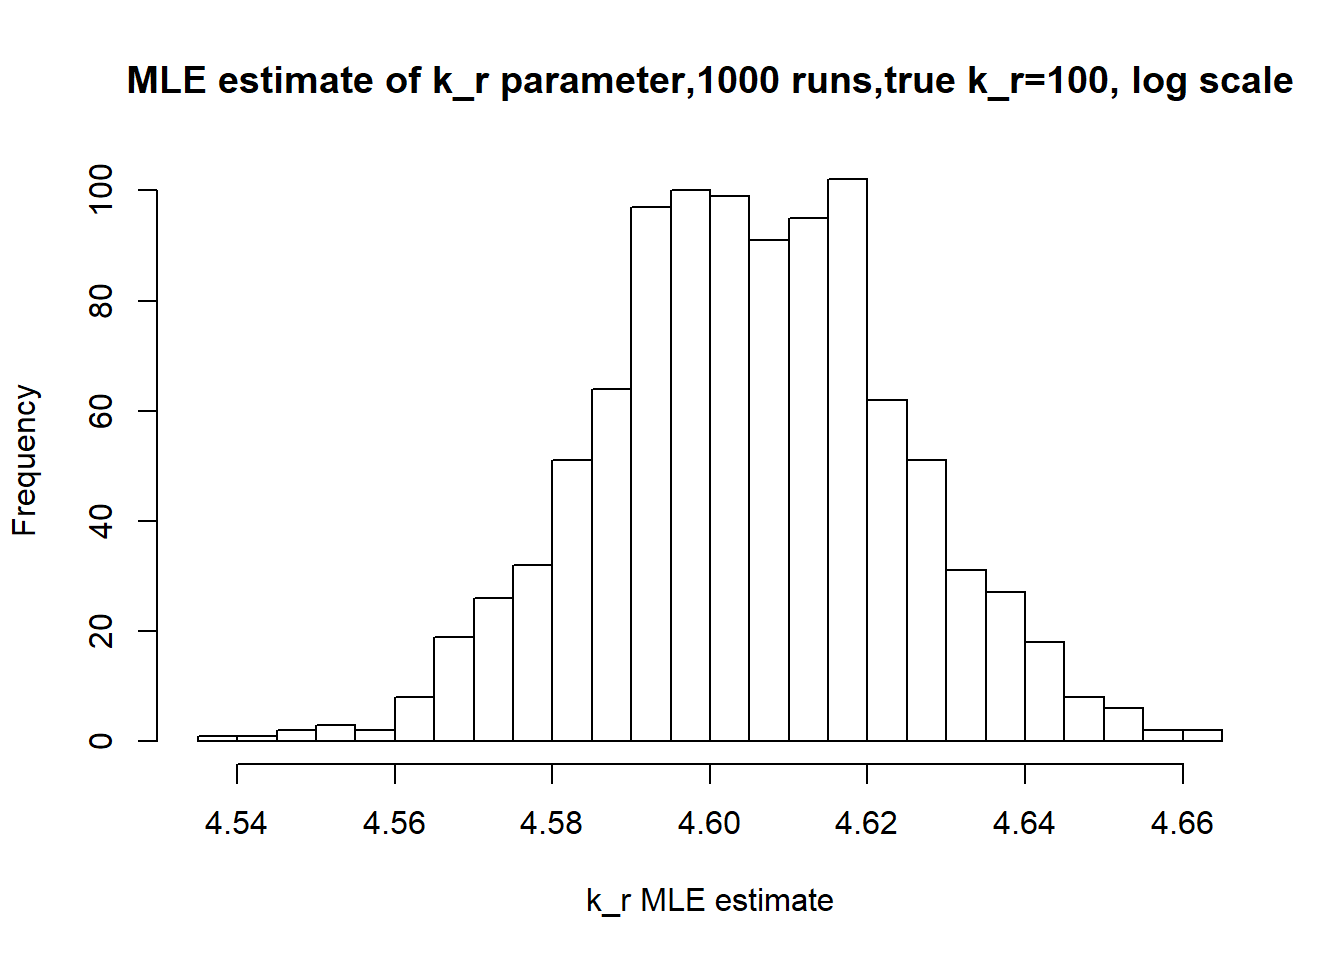 MLE estimate of k_r parameter,1000 runs,true k_r=100, log scale
Frequency
100
80
60
40
20
0
4.54 4.56 4.58 4.60 4.62 4.64 4.66
k_r MLE estimate